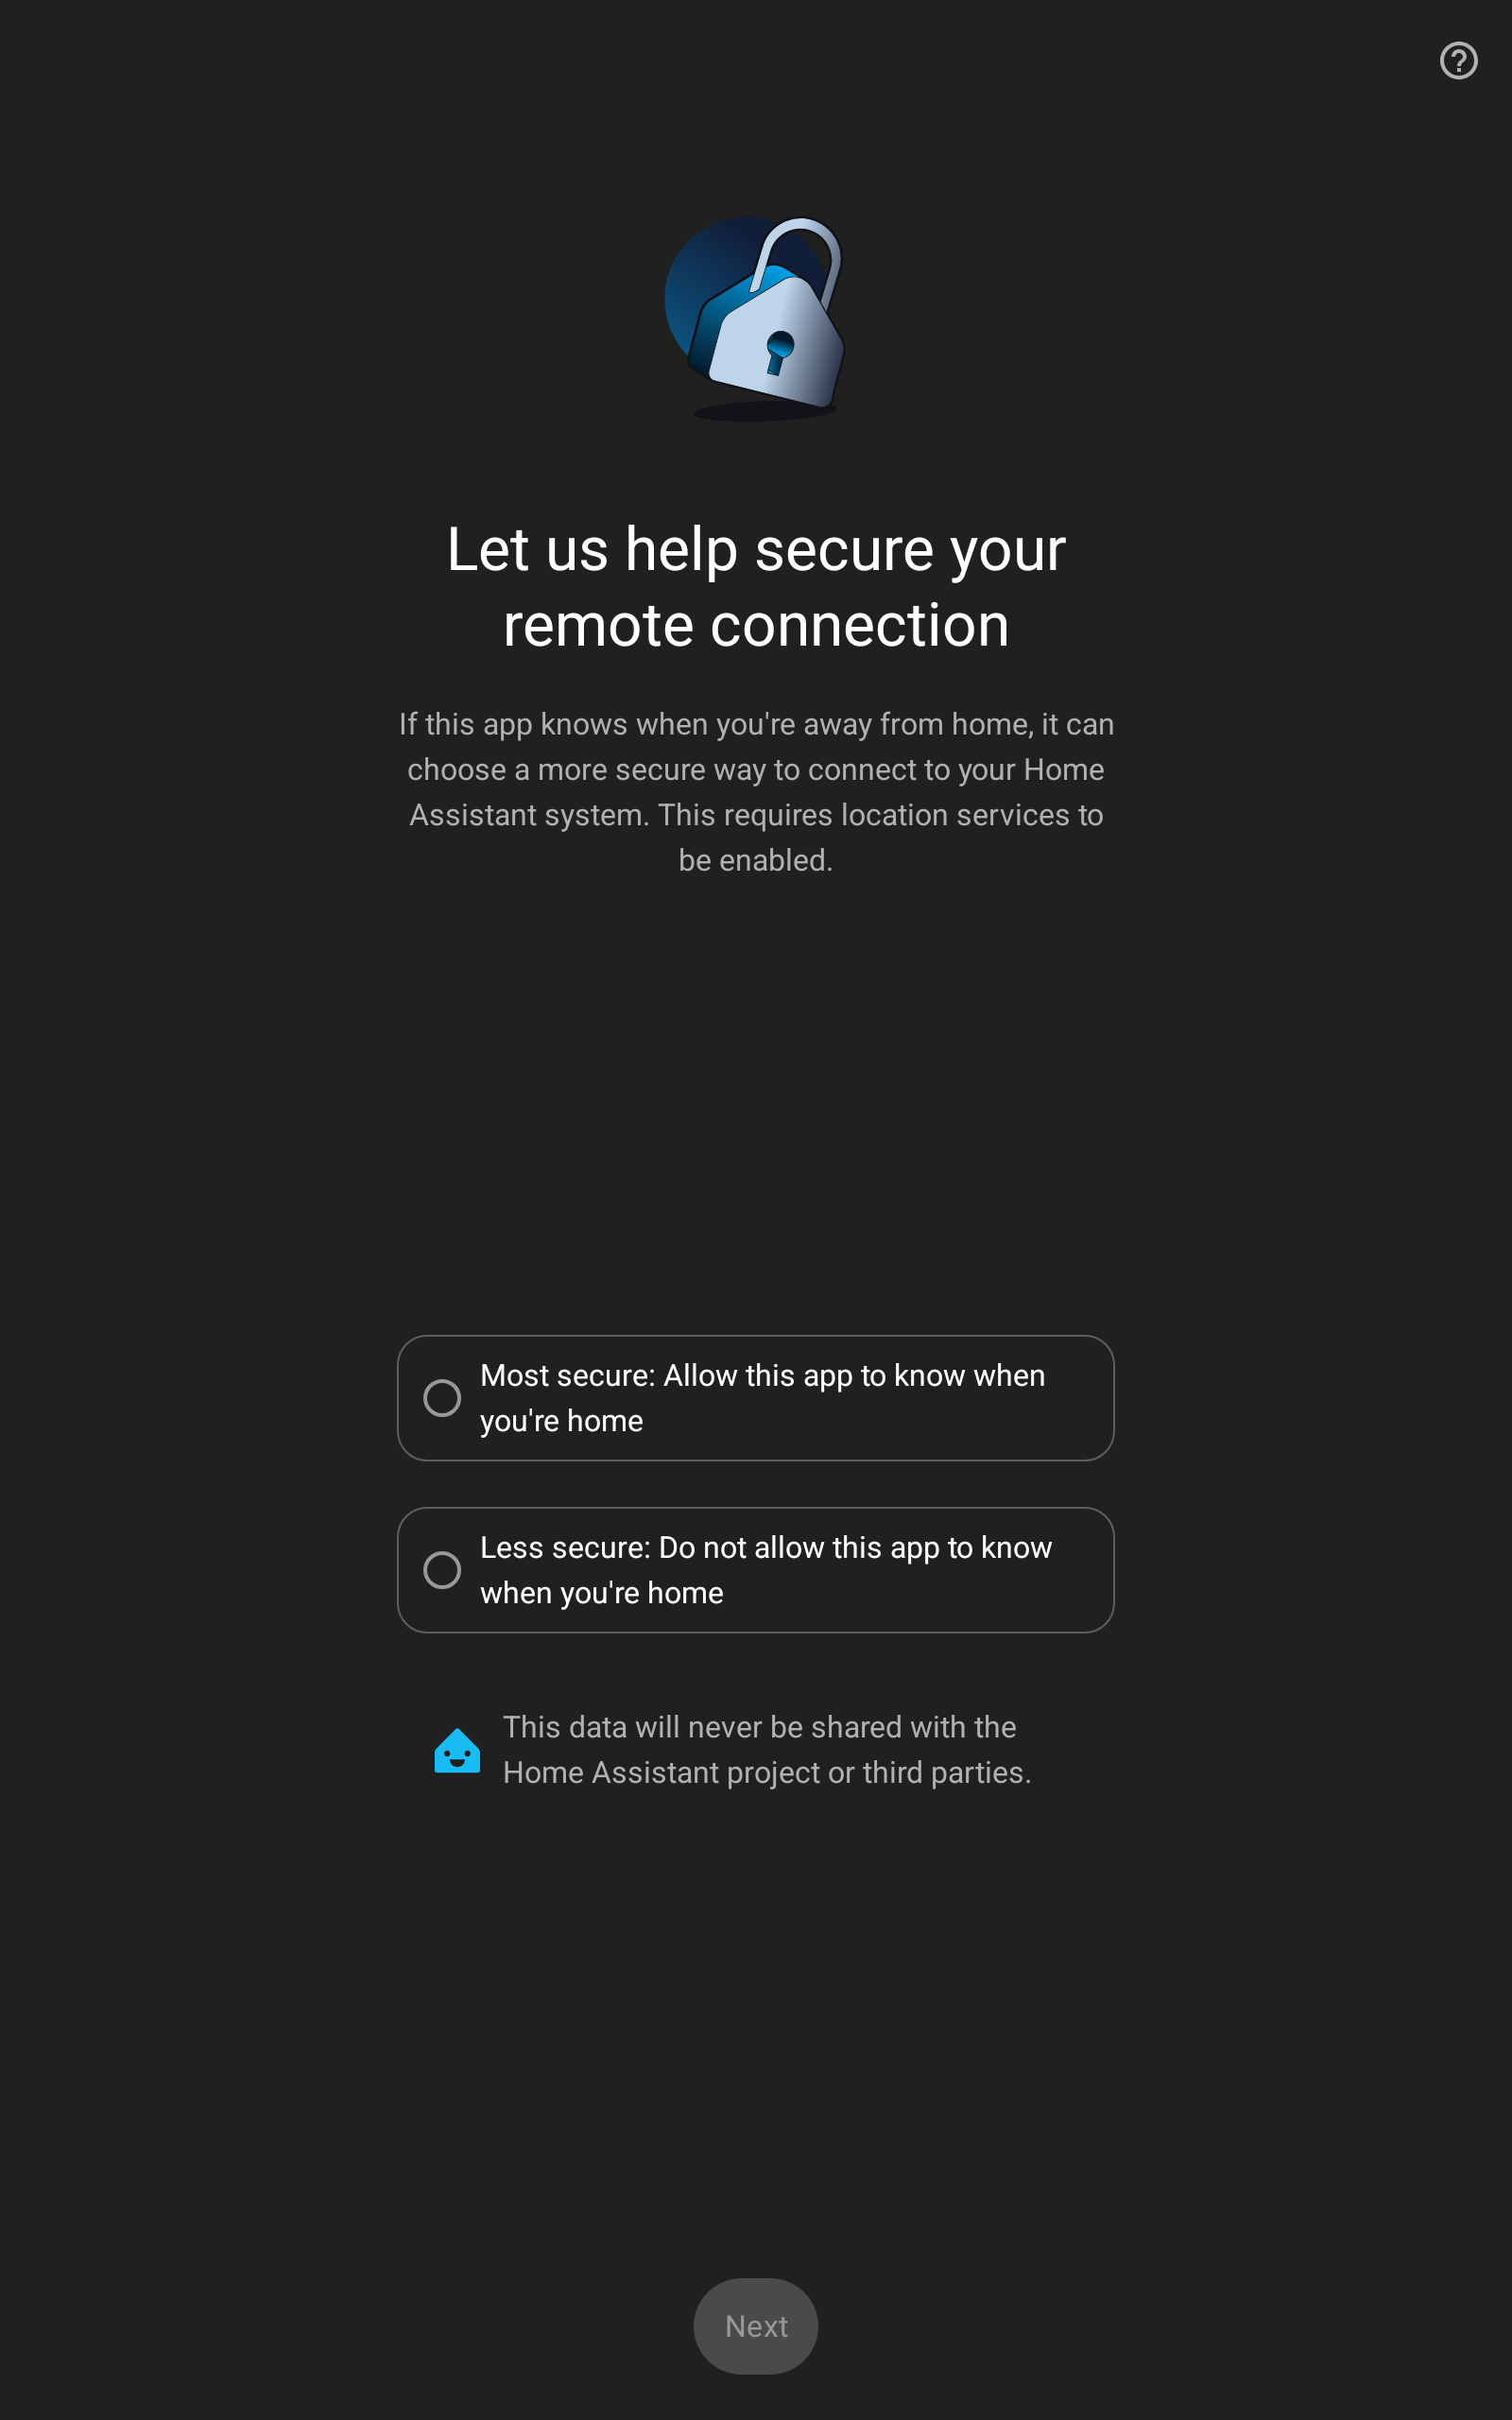 Let us help secure your
remote connection
If this app knows when you're away from home, it can
choose a more secure way to connect to your Home
Assistant system. This requires location services to
be enabled.
Most secure: Allow this app to know when
you're home
Less secure: Do not allow this app to know
when you're home
This data will never be shared with the
Home Assistant project or third parties.
Next